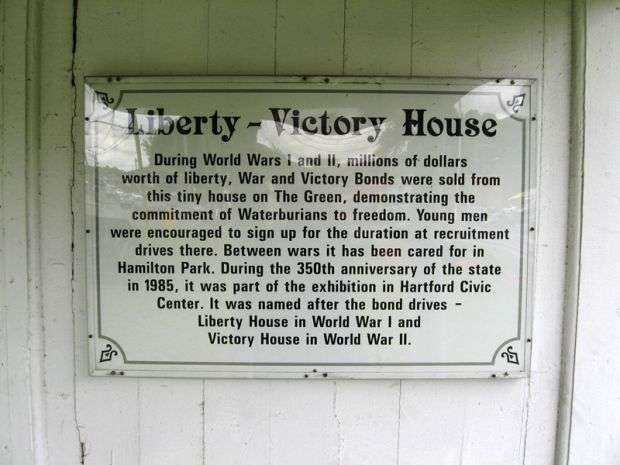 Liberty - Victory House
During World Wars I and II, millions of dollars
worth of liberty, War and Victory Bonds were sold from
this tiny house on The Green, demonstrating the
commitment of Waterburians to freedom. Young men
were encouraged to sign up for the duration at recruitment
drives there. Between wars it has been cared for in
Hamilton Park. During the 350th anniversary of the state
in 1985, it was part of the exhibition in Hartford Civic
Center. It was named after the bond drives -
Liberty House in World War I and
Victory House in World War II.